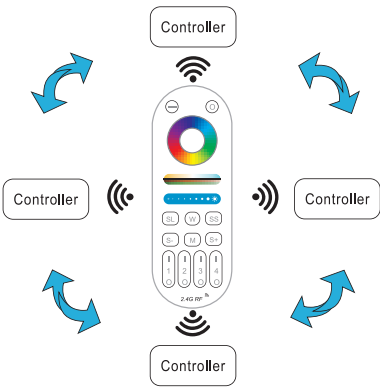 Controller
Controller
Controller
SL W SS
S- M S+
1 2 3 4
2.4G RF
Controller